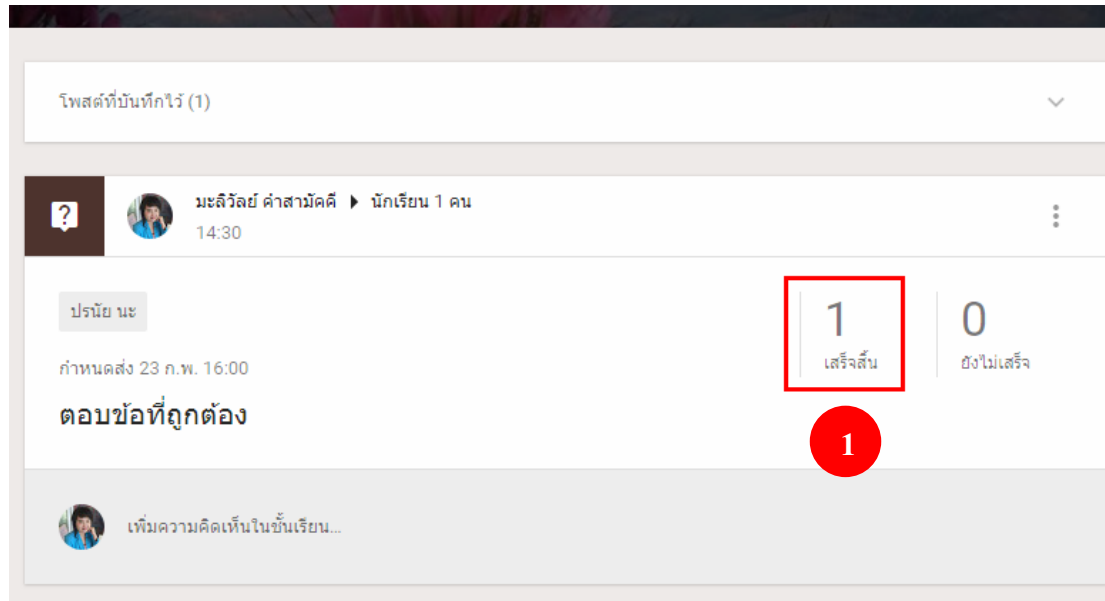 โพสต์ที่บันทึกไว้ (1)
มะลิวัลย์ คำสามัคคี ▶ นักเรียน 1 คน
14:30
ปรนัย นะ
กำหนดส่ง 23 ก.พ. 16:00
ตอบข้อที่ถูกต้อง
1
เสร็จสิ้น
0
ยังไม่เสร็จ
1
เพิ่มความคิดเห็นในชั้นเรียน...